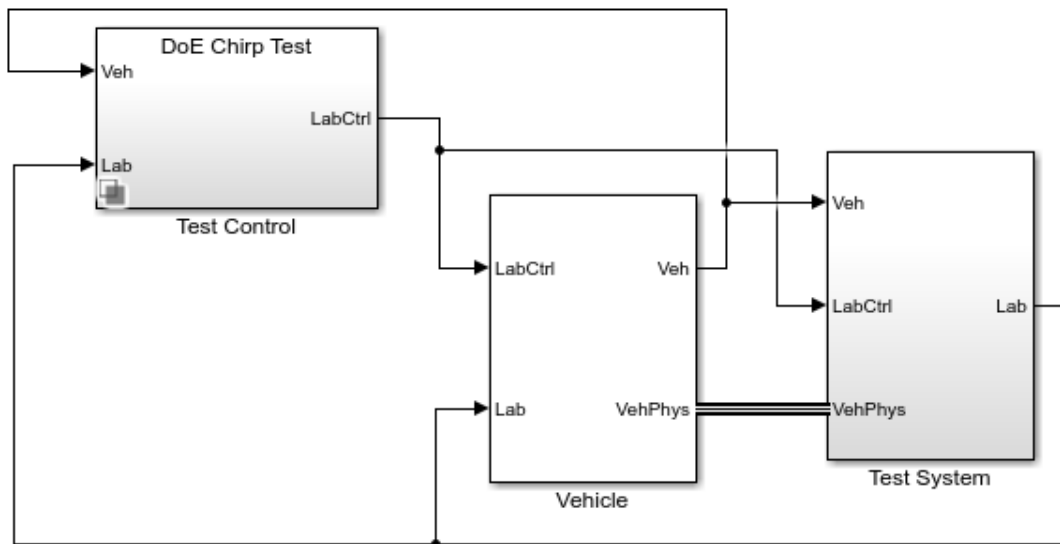 DoE Chirp Test
Veh
LabCtrl
Lab
Test Control
LabCtrl
Veh
Lab
VehPhys
Vehicle
Veh
LabCtrl
Lab
VehPhys
Test System